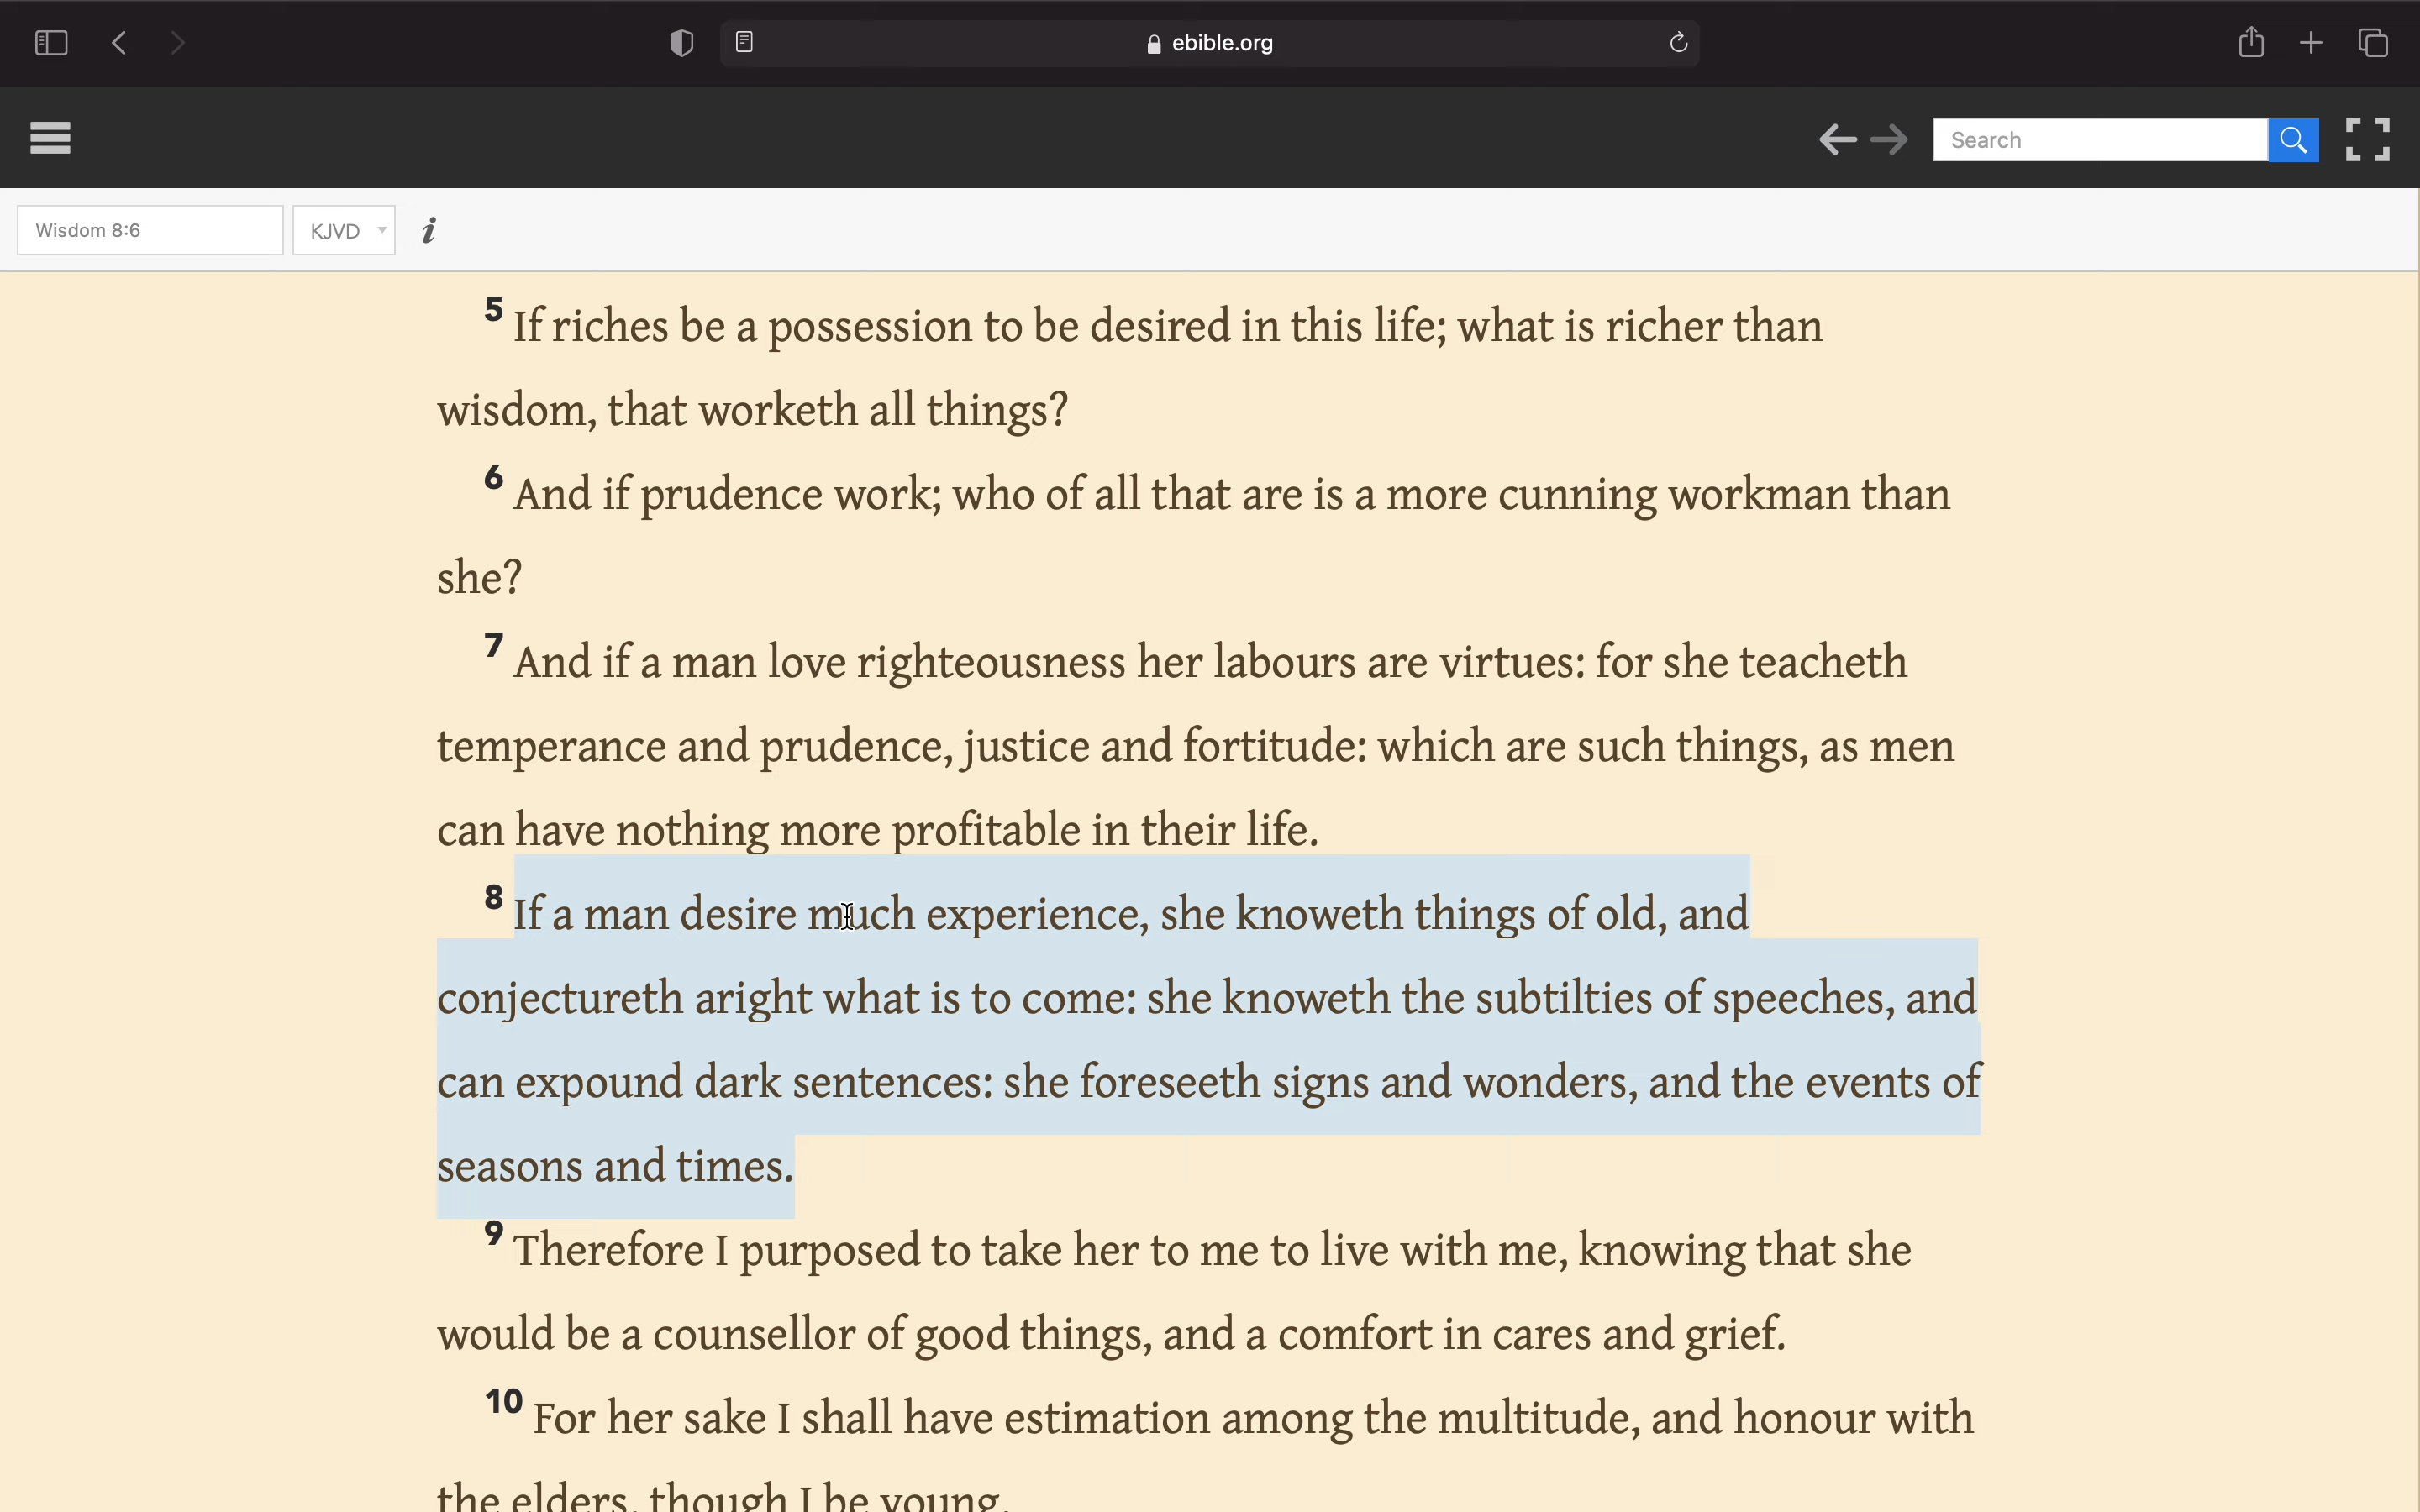 ebible.org
Search
Wisdom 8:6 KJVD i
5 If riches be a possession to be desired in this life; what is richer than
wisdom, that worketh all things?
6 And if prudence work; who of all that are is a more cunning workman than
she?
7 And if a man love righteousness her labours are virtues: for she teacheth
temperance and prudence, justice and fortitude: which are such things, as men
can have nothing more profitable in their life.
8 If a man desire much experience, she knoweth things of old, and
conjectureth aright what is to come: she knoweth the subtilties of speeches, and
can expound dark sentences: she foreseeth signs and wonders, and the events of
seasons and times.
9 Therefore I purposed to take her to me to live with me, knowing that she
would be a counsellor of good things, and a comfort in cares and grief.
10 For her sake I shall have estimation among the multitude, and honour with
the elders, though I be young.